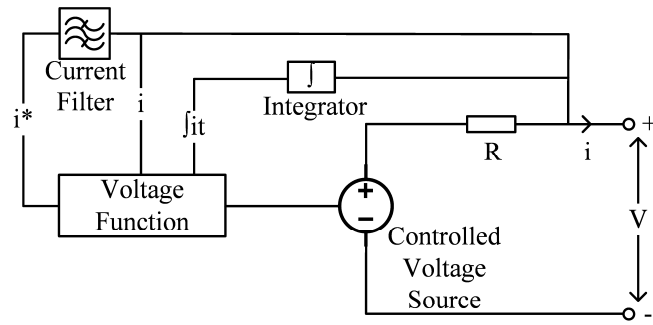 Current
Filter
i*
i
∫it
∫
Integrator
R
i
+
Voltage
Function
+
−
Controlled
Voltage
Source
V
-